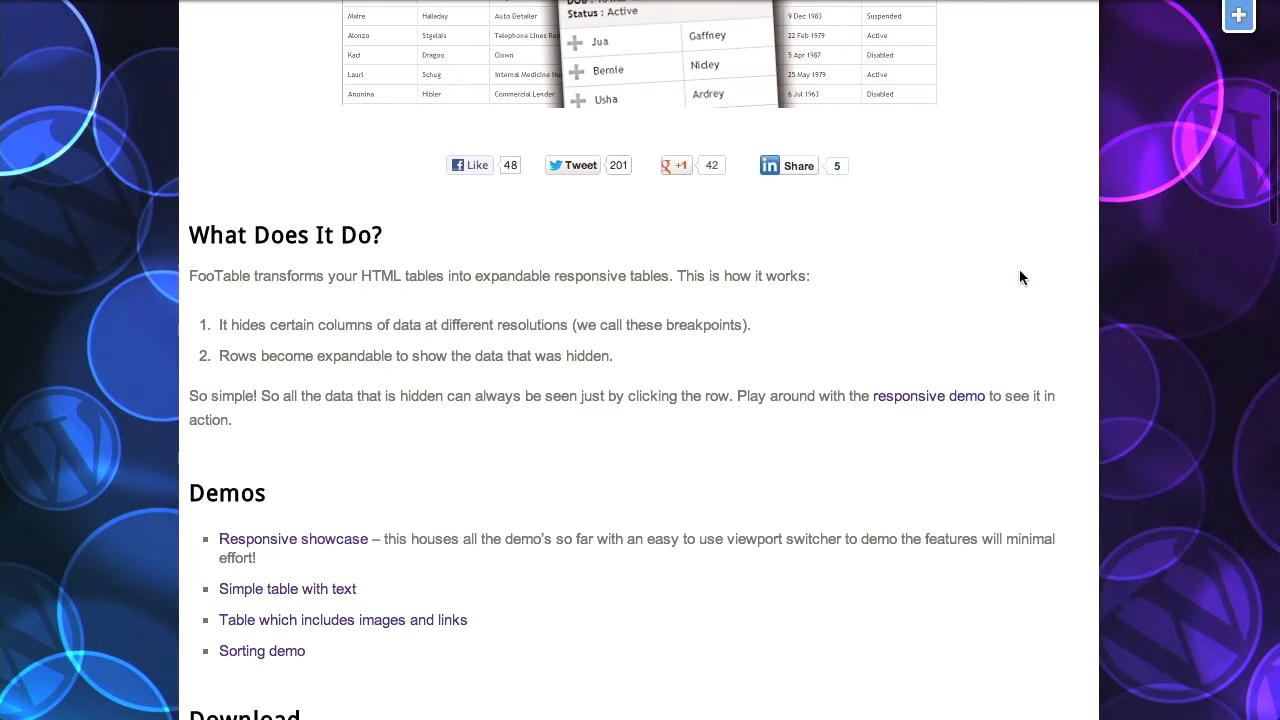 Status : Active
Maire Halladay Auto Detailer 9 Dec 1983 Suspended
Alonzo Stgelais Telephone Lines 22 Feb 1979 Active
Kaci Dragoo Clown 5 Apr 1987 Disabled
Lauri Schug Internal Medicine 25 May 1979 Active
Anonina Hibler Commercial Lender 6 Jul 1963 Disabled
Jua Gaffney
Bernie Nicley
Usha Ardrey
Like 48 Tweet 201 +1 42 in Share 5
What Does It Do?
FooTable transforms your HTML tables into expandable responsive tables. This is how it works:
1. It hides certain columns of data at different resolutions (we call these breakpoints).
2. Rows become expandable to show the data that was hidden.
So simple! So all the data that is hidden can always be seen just by clicking the row. Play around with the responsive demo to see it in
action.
Demos
Responsive showcase – this houses all the demo's so far with an easy to use viewport switcher to demo the features will minimal
effort!
Simple table with text
Table which includes images and links
Sorting demo
Download